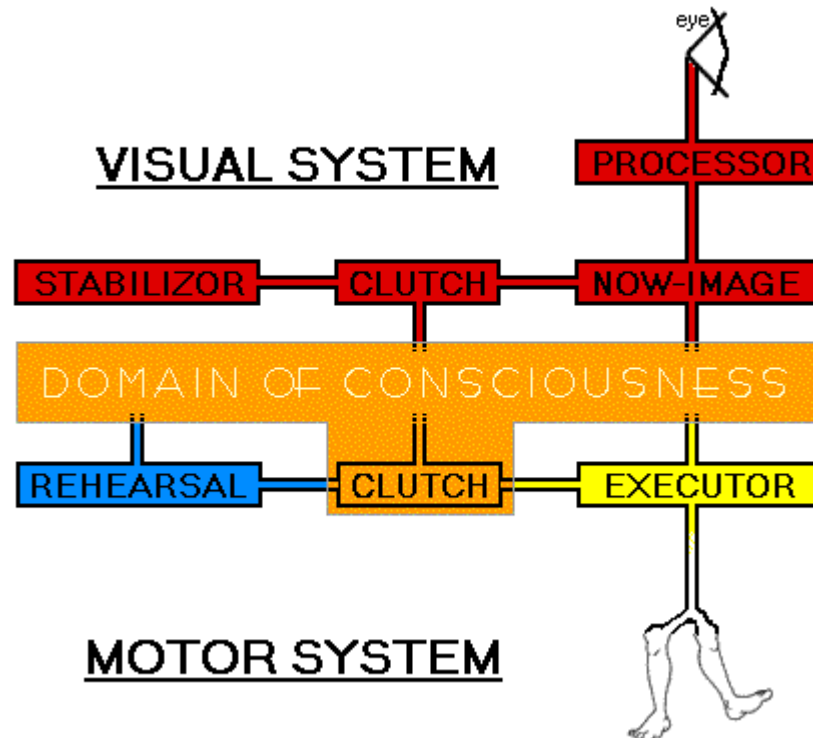 eye
VISUAL SYSTEM
PROCESSOR
STABILIZOR
CLUTCH
NOW-IMAGE
DOMAIN OF CONSCIOUSNESS
REHEARSAL
CLUTCH
EXECUTOR
MOTOR SYSTEM